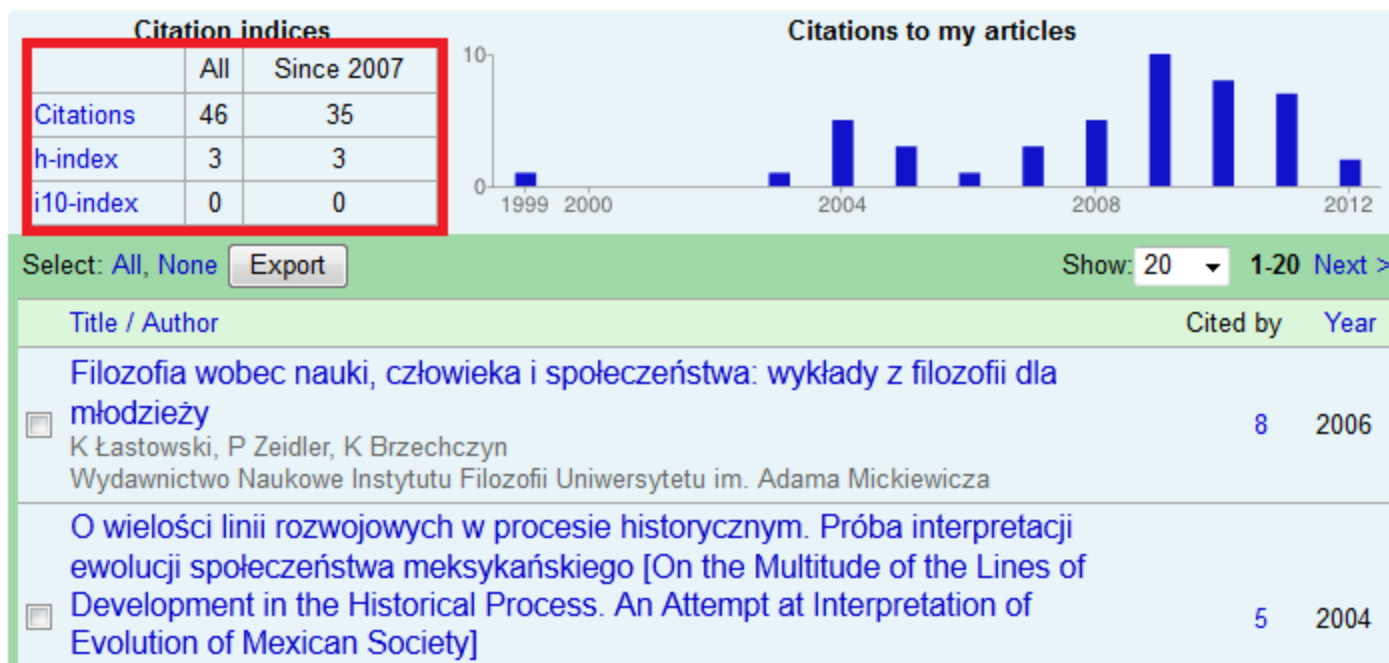 Citation indices
All Since 2007
Citations 46 35
h-index 3 3
i10-index 0 0
Citations to my articles
10
0
1999 2000 2004 2008 2012
Select: All, None Export
Show: 20 1-20 Next >
Title / Author Cited by Year
Filozofia wobec nauki, człowieka i społeczeństwa: wykłady z filozofii dla
młodzieży
K Łastowski, P Zeidler, K Brzechczyn
Wydawnictwo Naukowe Instytutu Filozofii Uniwersytetu im. Adama Mickiewicza
8 2006
O wielości linii rozwojowych w procesie historycznym. Próba interpretacji
ewolucji społeczeństwa meksykańskiego [On the Multitude of the Lines of
Development in the Historical Process. An Attempt at Interpretation of
Evolution of Mexican Society]
5 2004